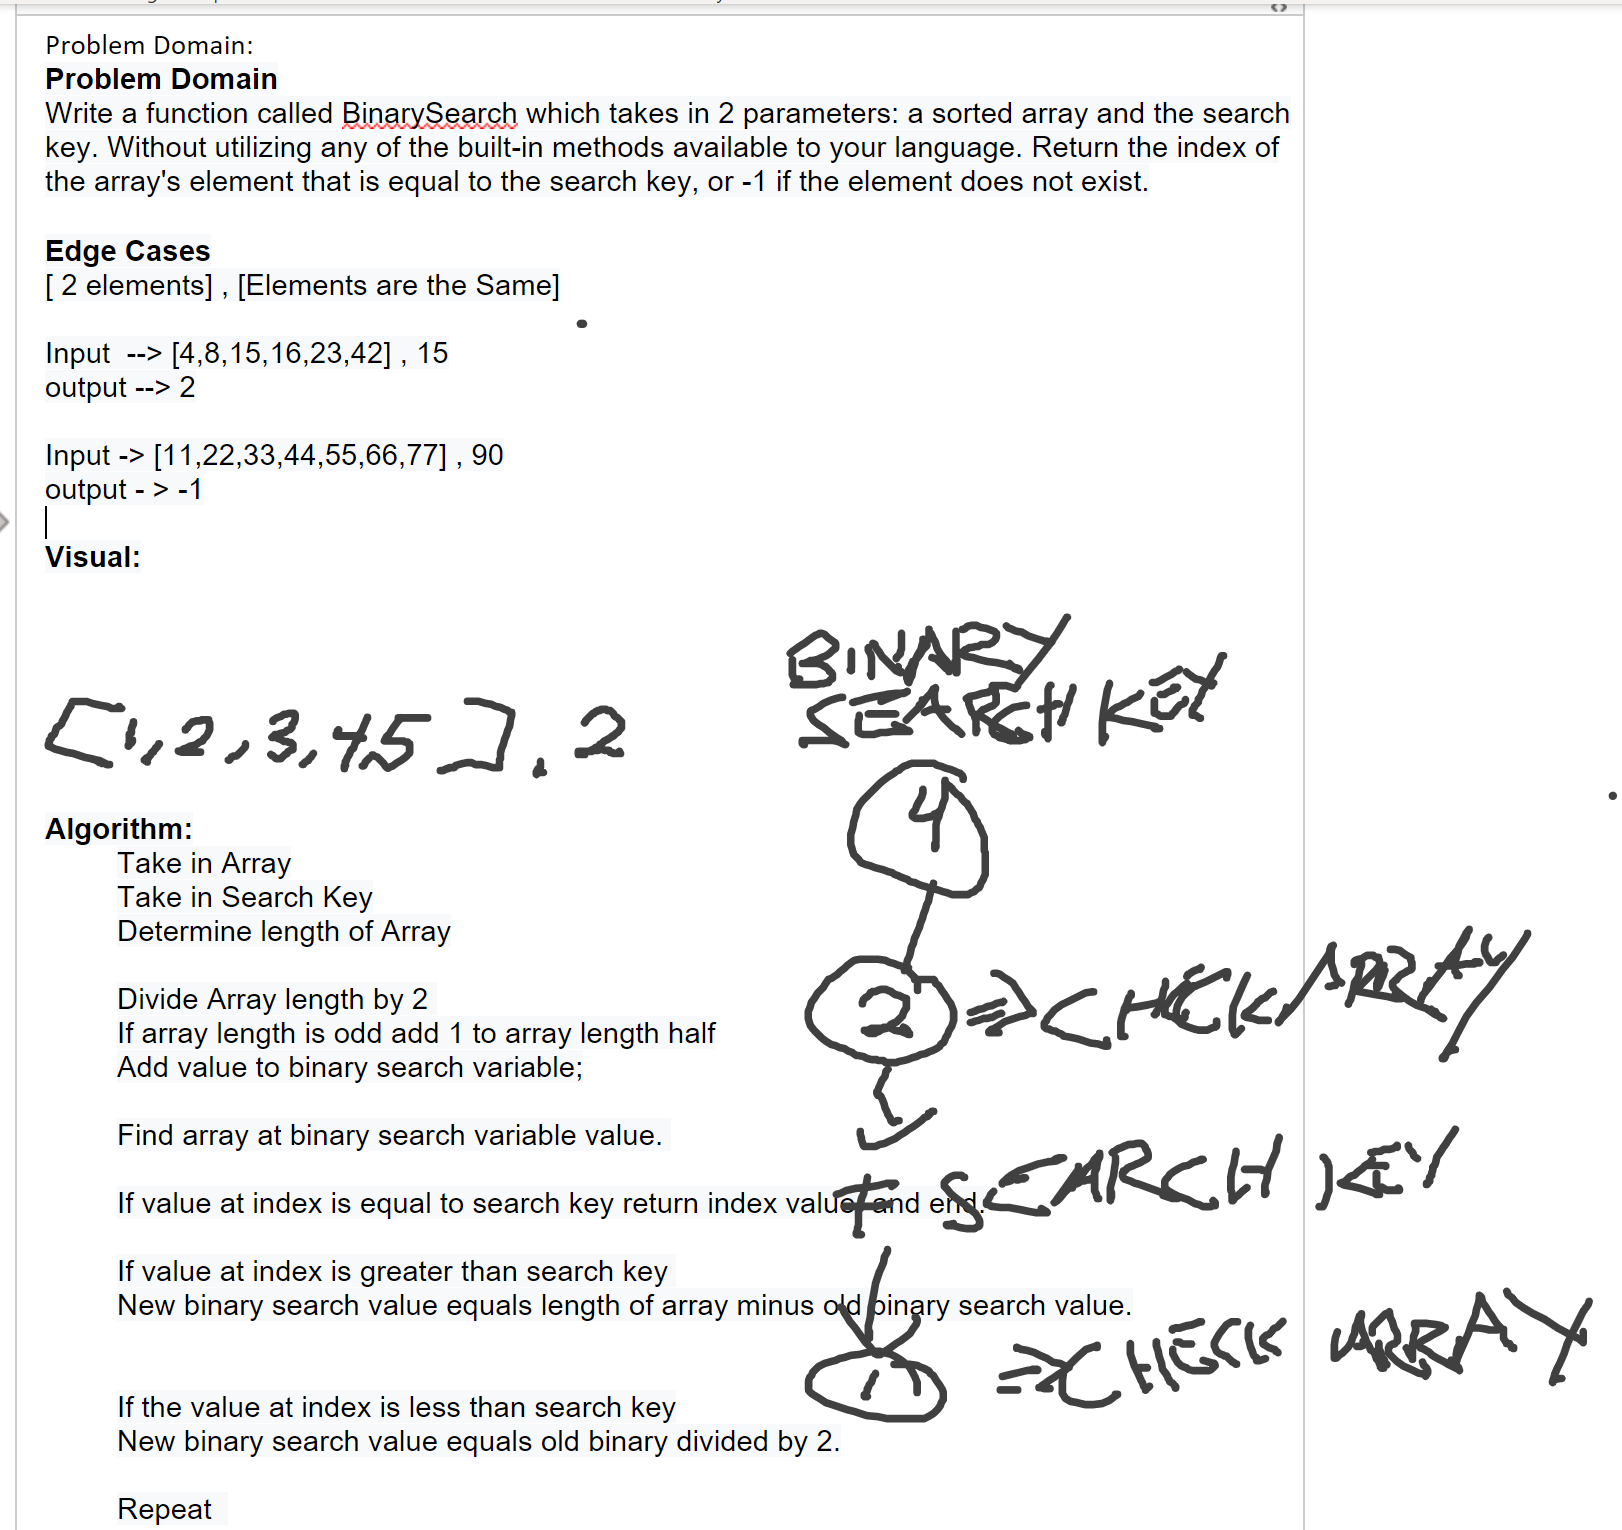 Problem Domain:
Problem Domain
Write a function called BinarySearch which takes in 2 parameters: a sorted array and the search
key. Without utilizing any of the built-in methods available to your language. Return the index of
the array's element that is equal to the search key, or -1 if the element does not exist.
Edge Cases
[ 2 elements] , [Elements are the Same]
Input --> [4,8,15,16,23,42] , 15
output --> 2
Input -> [11,22,33,44,55,66,77] , 90
output - > -1
Visual:
[1,2,3,4,5], 2
BINARY
SEARCH KEY
4
2 => CHECK ARRAY
≠ SEARCH KEY
1 => CHECK ARRAY
Algorithm:
Take in Array
Take in Search Key
Determine length of Array
Divide Array length by 2
If array length is odd add 1 to array length half
Add value to binary search variable;
Find array at binary search variable value.
If value at index is equal to search key return index value and end.
If value at index is greater than search key
New binary search value equals length of array minus old binary search value.
If the value at index is less than search key
New binary search value equals old binary divided by 2.
Repeat